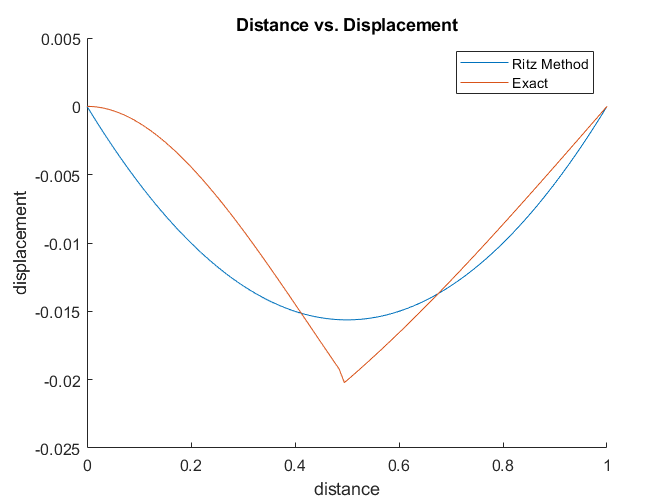 Distance vs. Displacement
Ritz Method
Exact
displacement
0.005
0
-0.005
-0.01
-0.015
-0.02
-0.025
0
0.2
0.4
0.6
0.8
1
distance